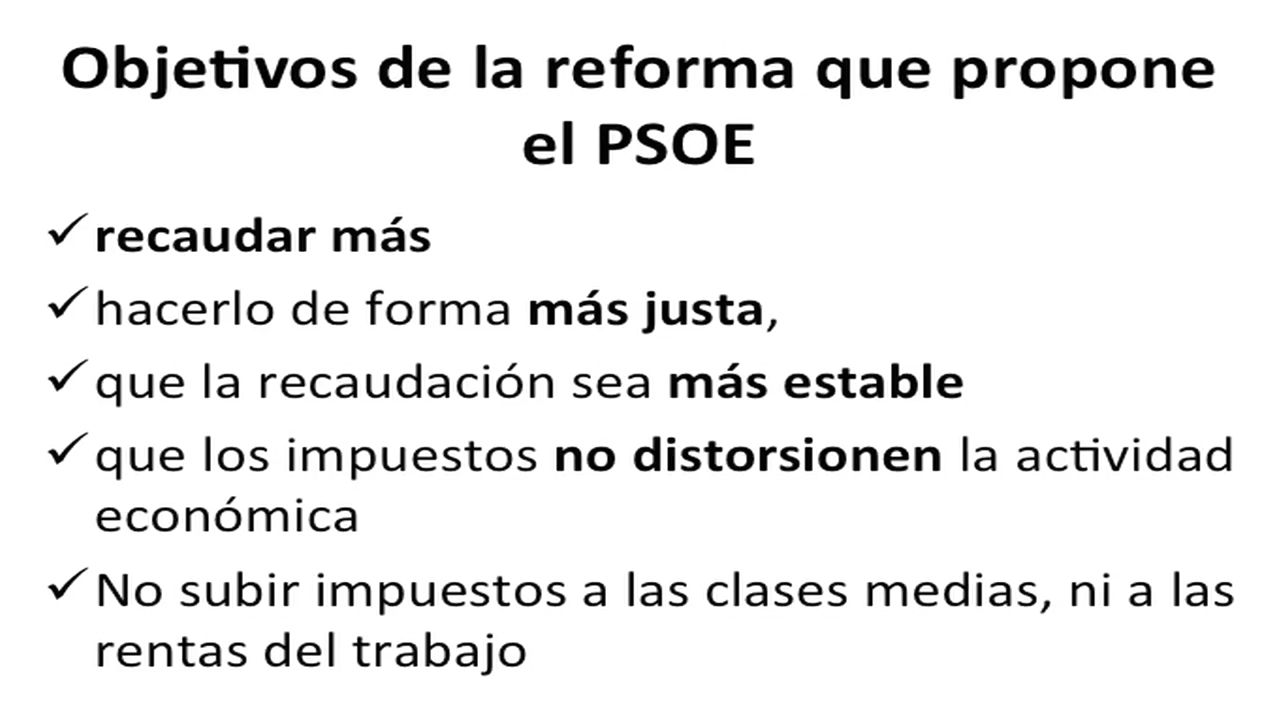 Objetivos de la reforma que propone
el PSOE
✓ recaudar más
✓ hacerlo de forma más justa,
✓ que la recaudación sea más estable
✓ que los impuestos no distorsionen la actividad
económica
✓ No subir impuestos a las clases medias, ni a las
rentas del trabajo